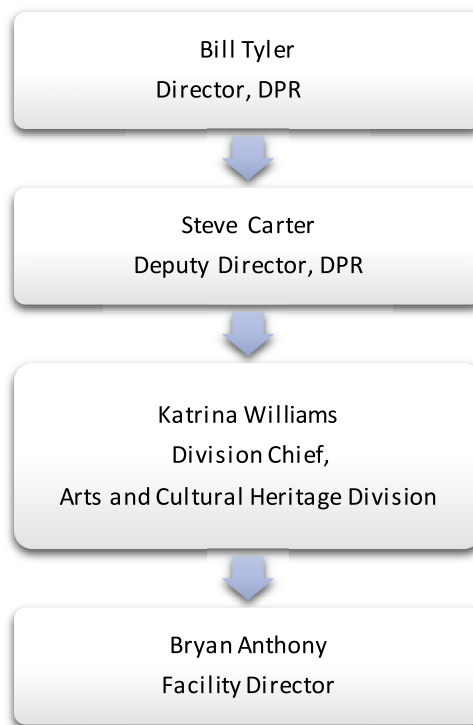 Bill Tyler
Director, DPR
Steve Carter
Deputy Director, DPR
Katrina Williams
Division Chief,
Arts and Cultural Heritage Division
Bryan Anthony
Facility Director